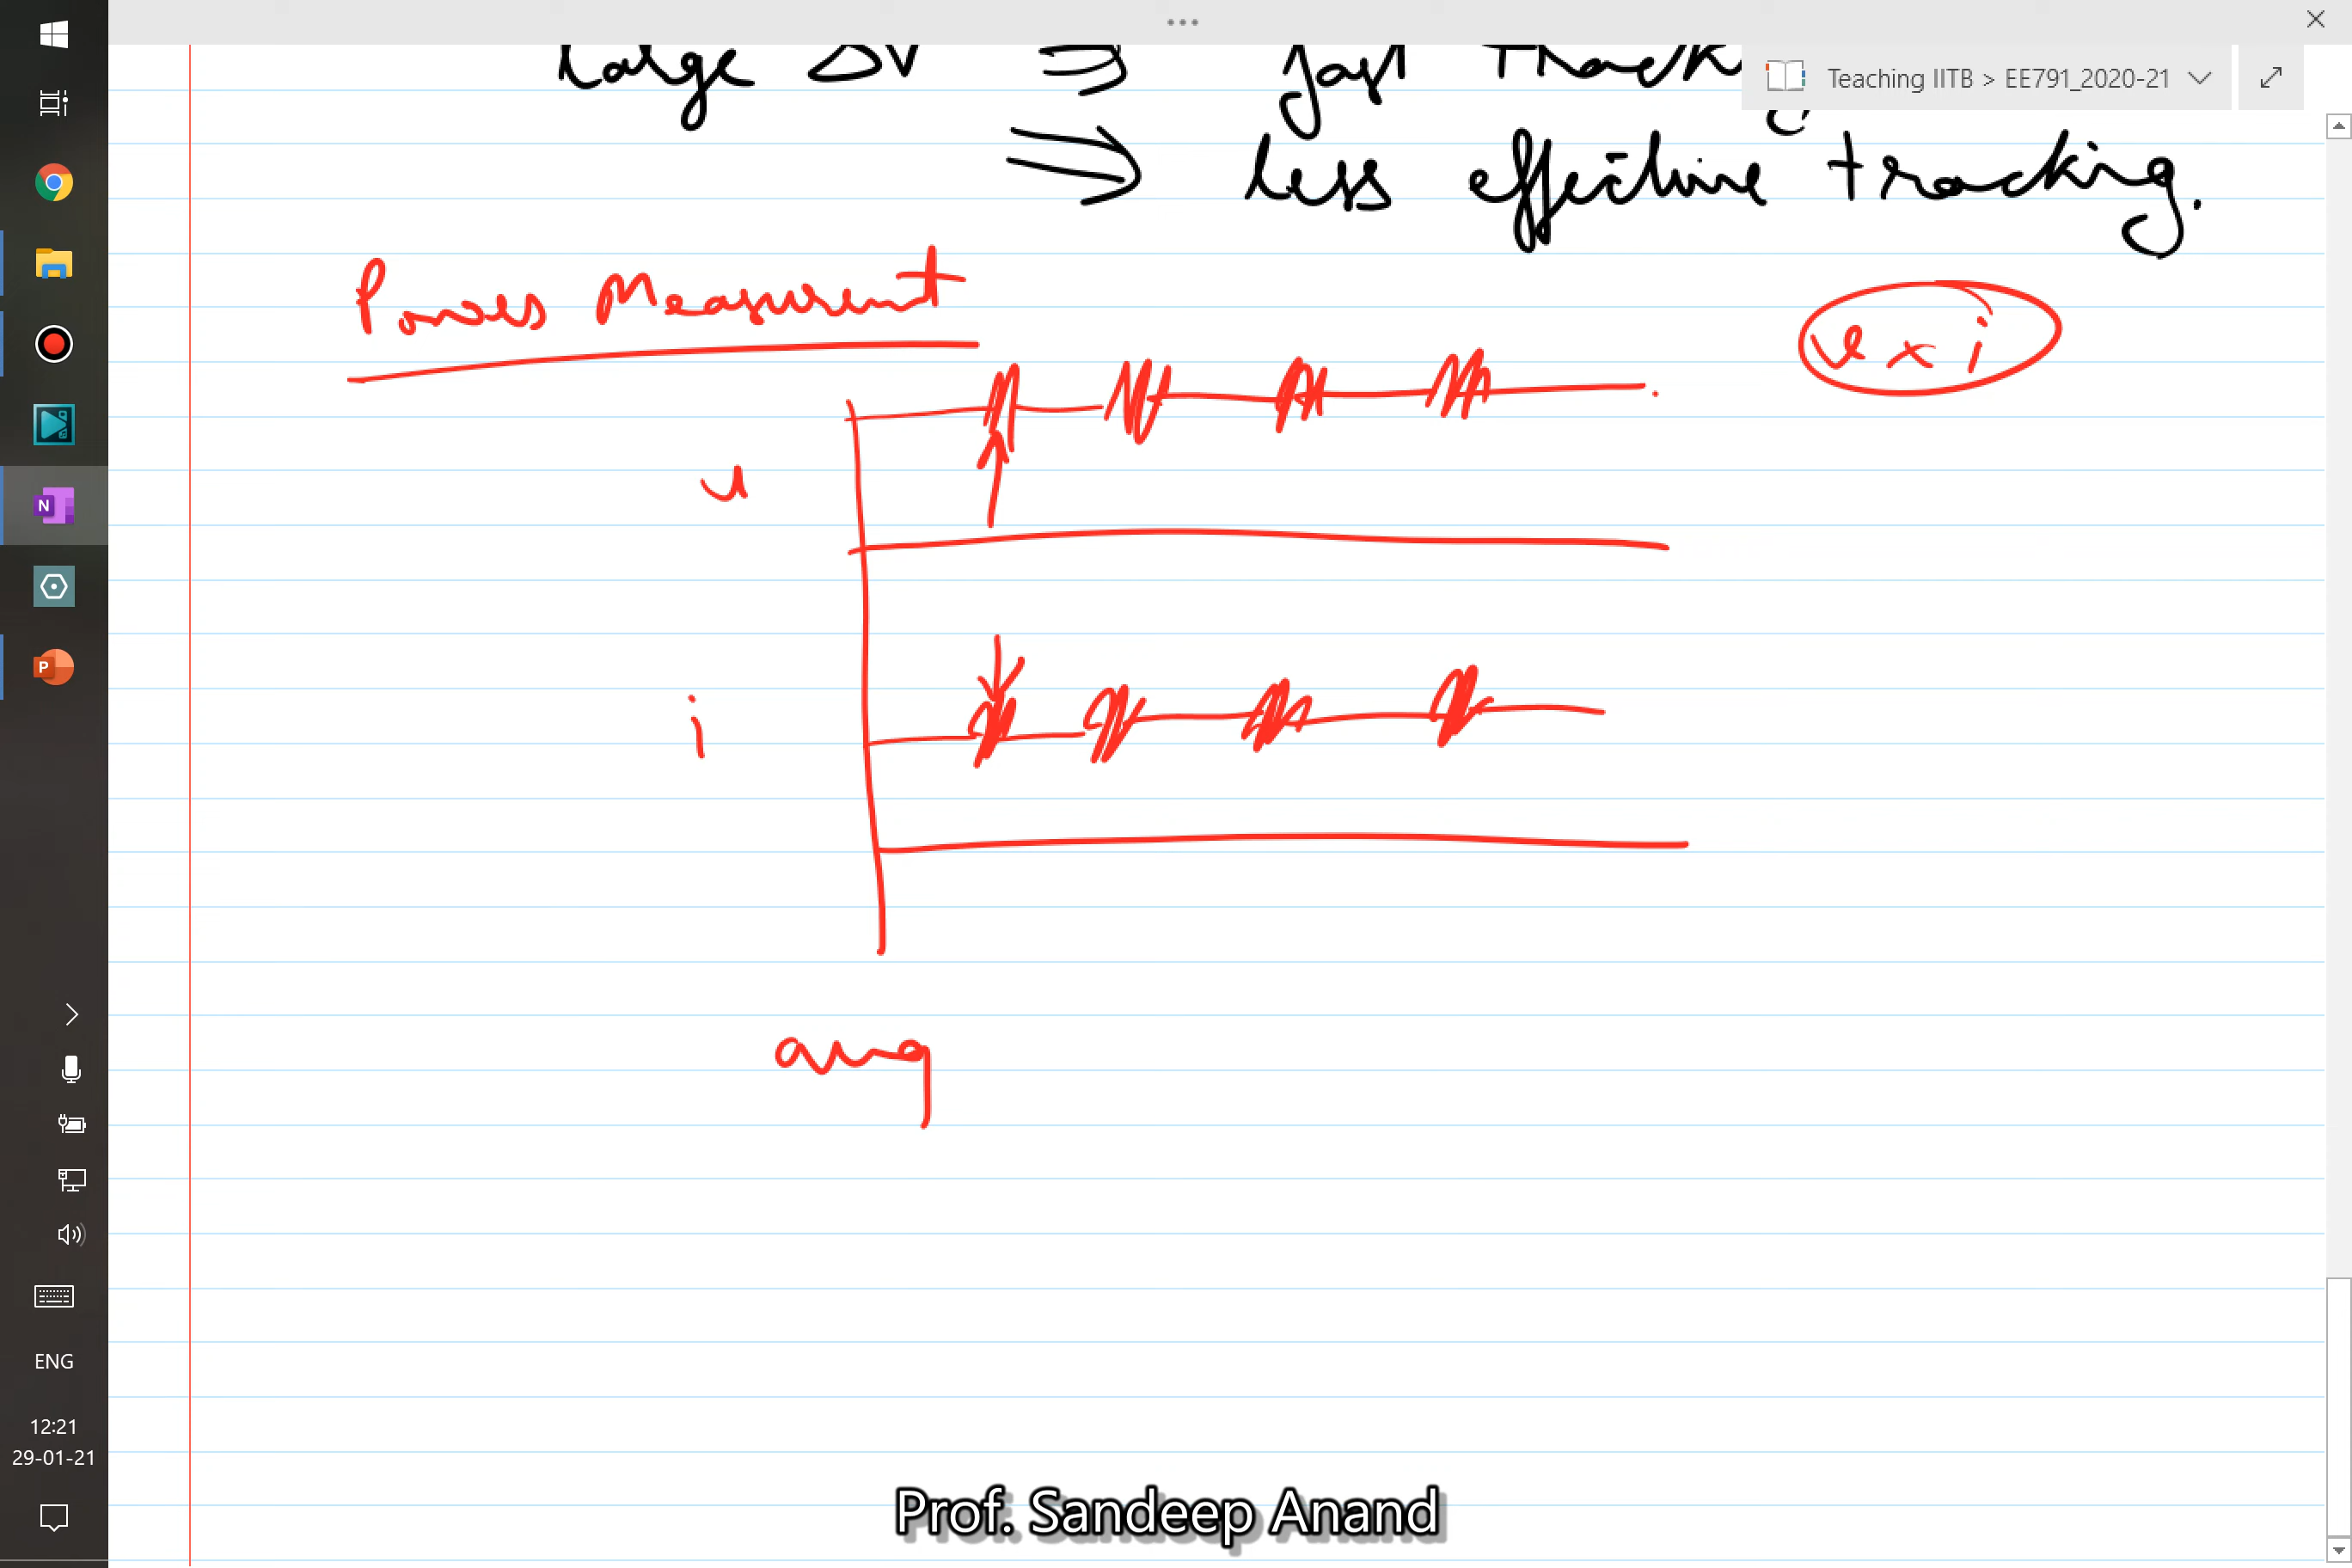 large ΔV ⇒ fast track
Teaching IITB > EE791_2020-21
⇒ less effective tracking.
Power Measurement
v x i
v
i
avg
N
P
ENG
12:21
29-01-21
Prof. Sandeep Anand